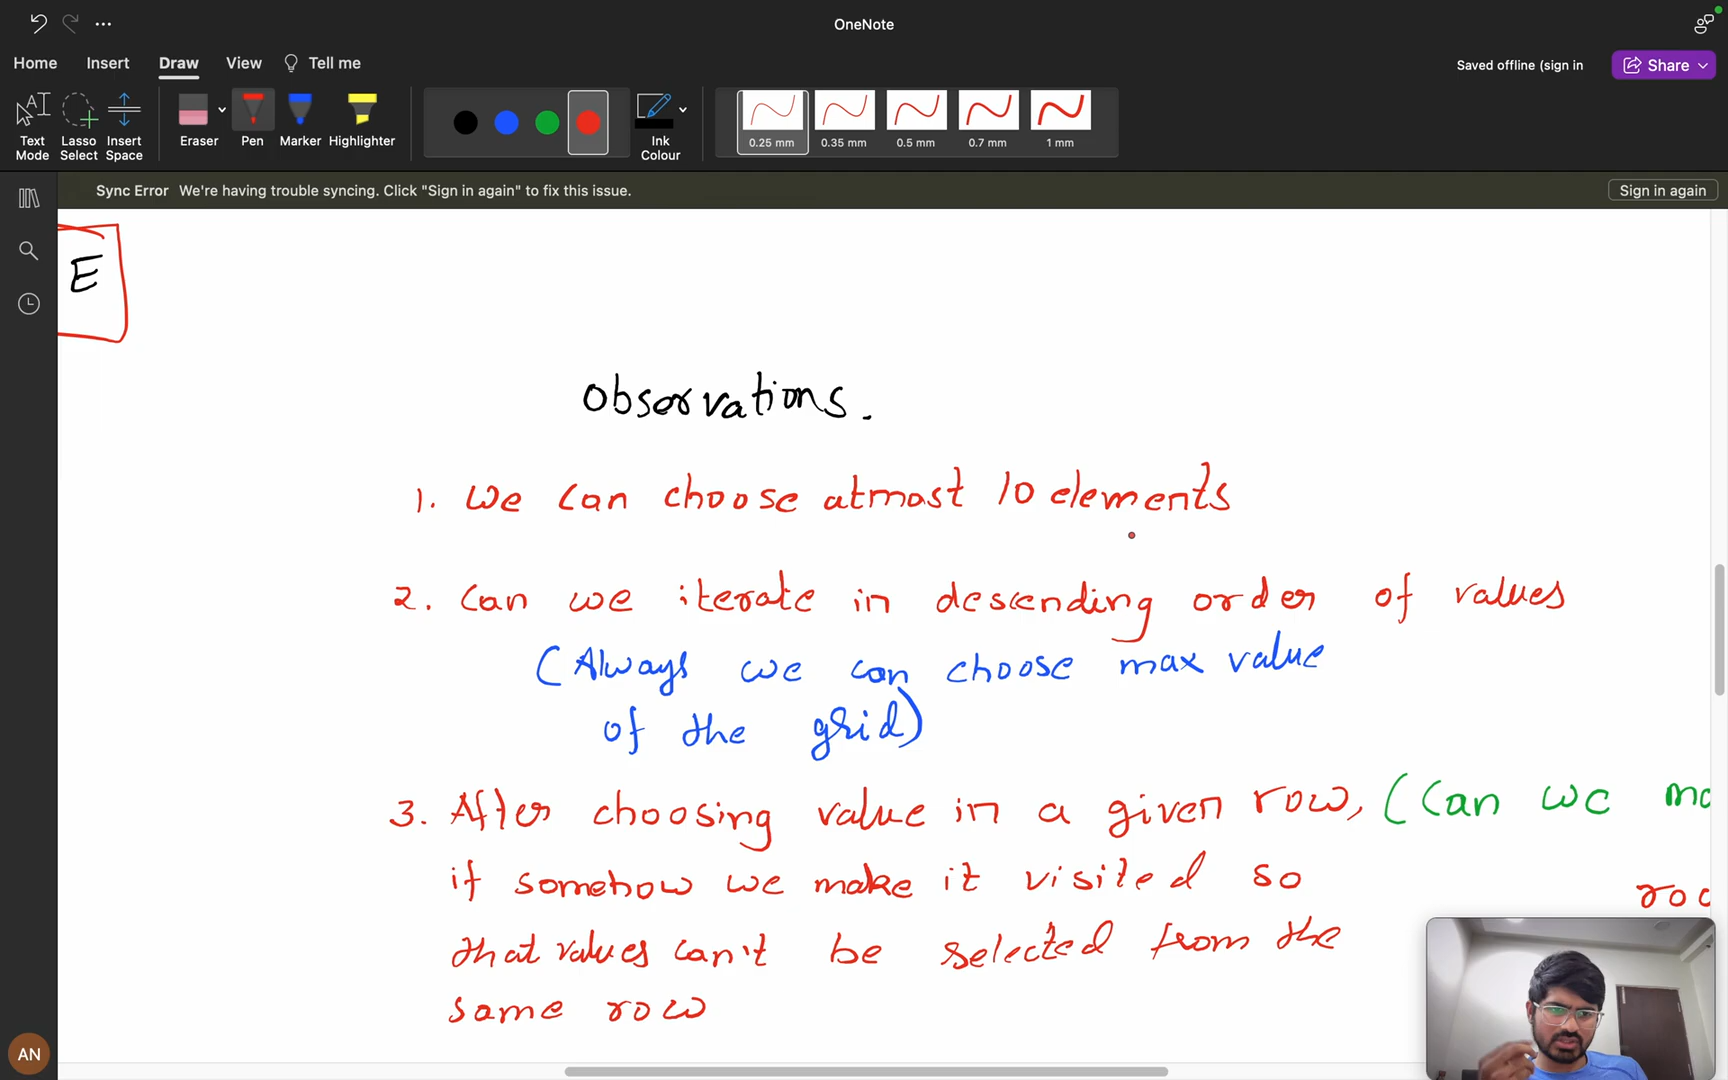 OneNote
Home Insert Draw View Tell me
Saved offline (sign in
Share
Text Mode
Lasso Select
Insert Space
Eraser
Pen
Marker
Highlighter
Ink Colour
0.25 mm
0.35 mm
0.5 mm
0.7 mm
1 mm
Sync Error We're having trouble syncing. Click "Sign in again" to fix this issue.
Sign in again
E
Observations.
1. We can choose atmost 10 elements
2. Can we iterate in descending order of values
(Always we can choose max value
of the grid)
3. After choosing value in a given row, (Can we
if somehow we make it visited so
that values can't be selected from the
same row
AN